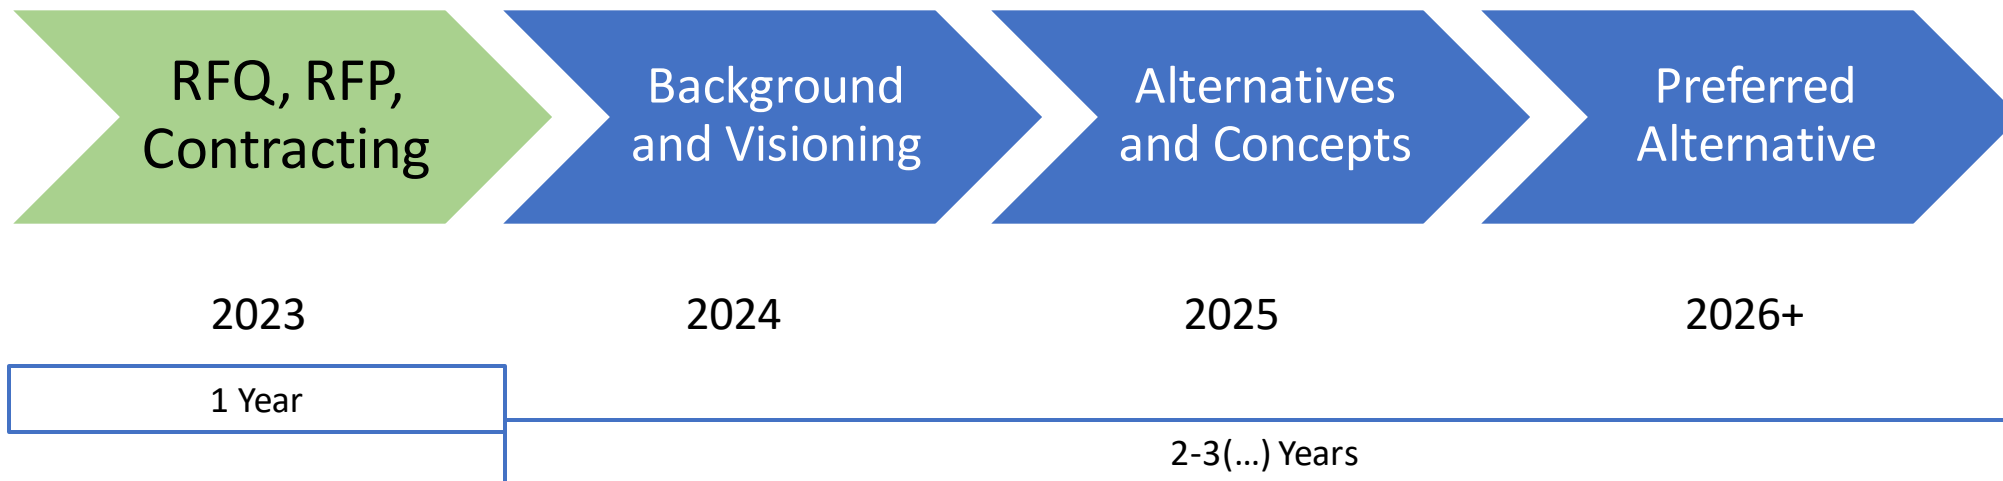 RFQ, RFP,
Contracting
Background
and Visioning
Alternatives
and Concepts
Preferred
Alternative
2023
2024
2025
2026+
1 Year
2-3(...) Years